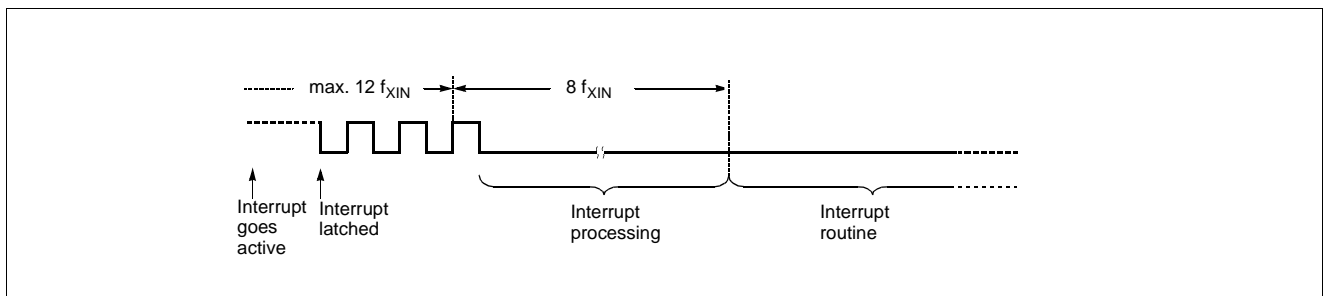 max. 12 fXIN
8 fXIN
Interrupt
goes
active
Interrupt
latched
Interrupt
processing
Interrupt
routine